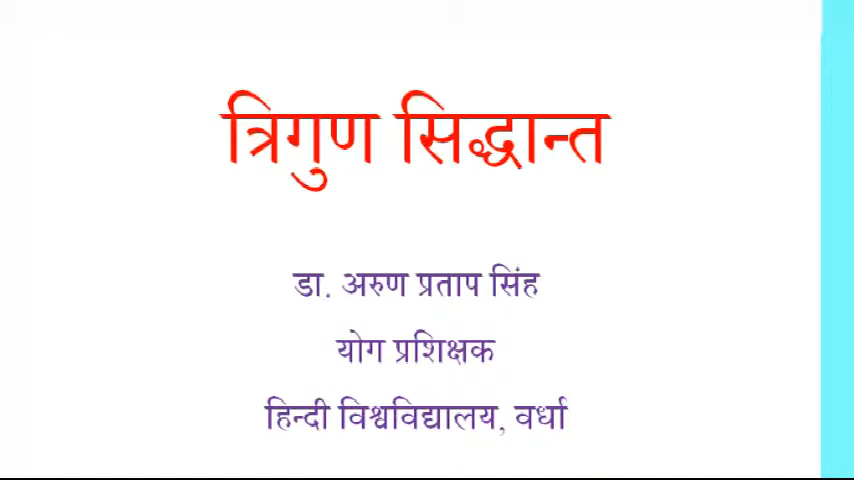 त्रिगुण सिद्धान्त
डा. अरुण प्रताप सिंह
योग प्रशिक्षक
हिन्दी विश्वविद्यालय, वर्धा